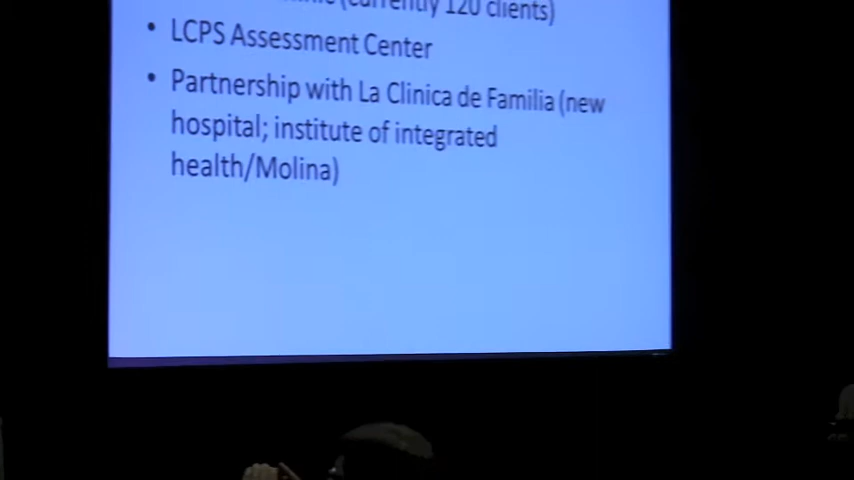 (currently 120 clients)
• LCPS Assessment Center
• Partnership with La Clinica de Familia (new
hospital; institute of integrated
health/Molina)